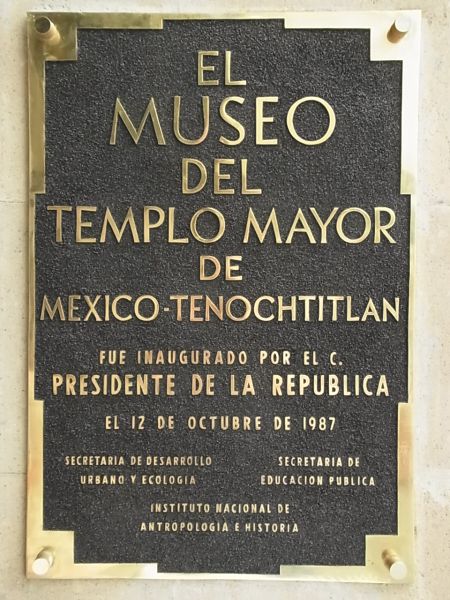 EL
MUSEO
DEL
TEMPLO MAYOR
DE
MEXICO-TENOCHTITLAN
FUE INAUGURADO POR EL C.
PRESIDENTE DE LA REPUBLICA
EL 12 DE OCTUBRE DE 1987
SECRETARIA DE DESARROLLO
URBANO Y ECOLOGIA
SECRETARIA DE
EDUCACION PUBLICA
INSTITUTO NACIONAL DE
ANTROPOLOGIA E HISTORIA